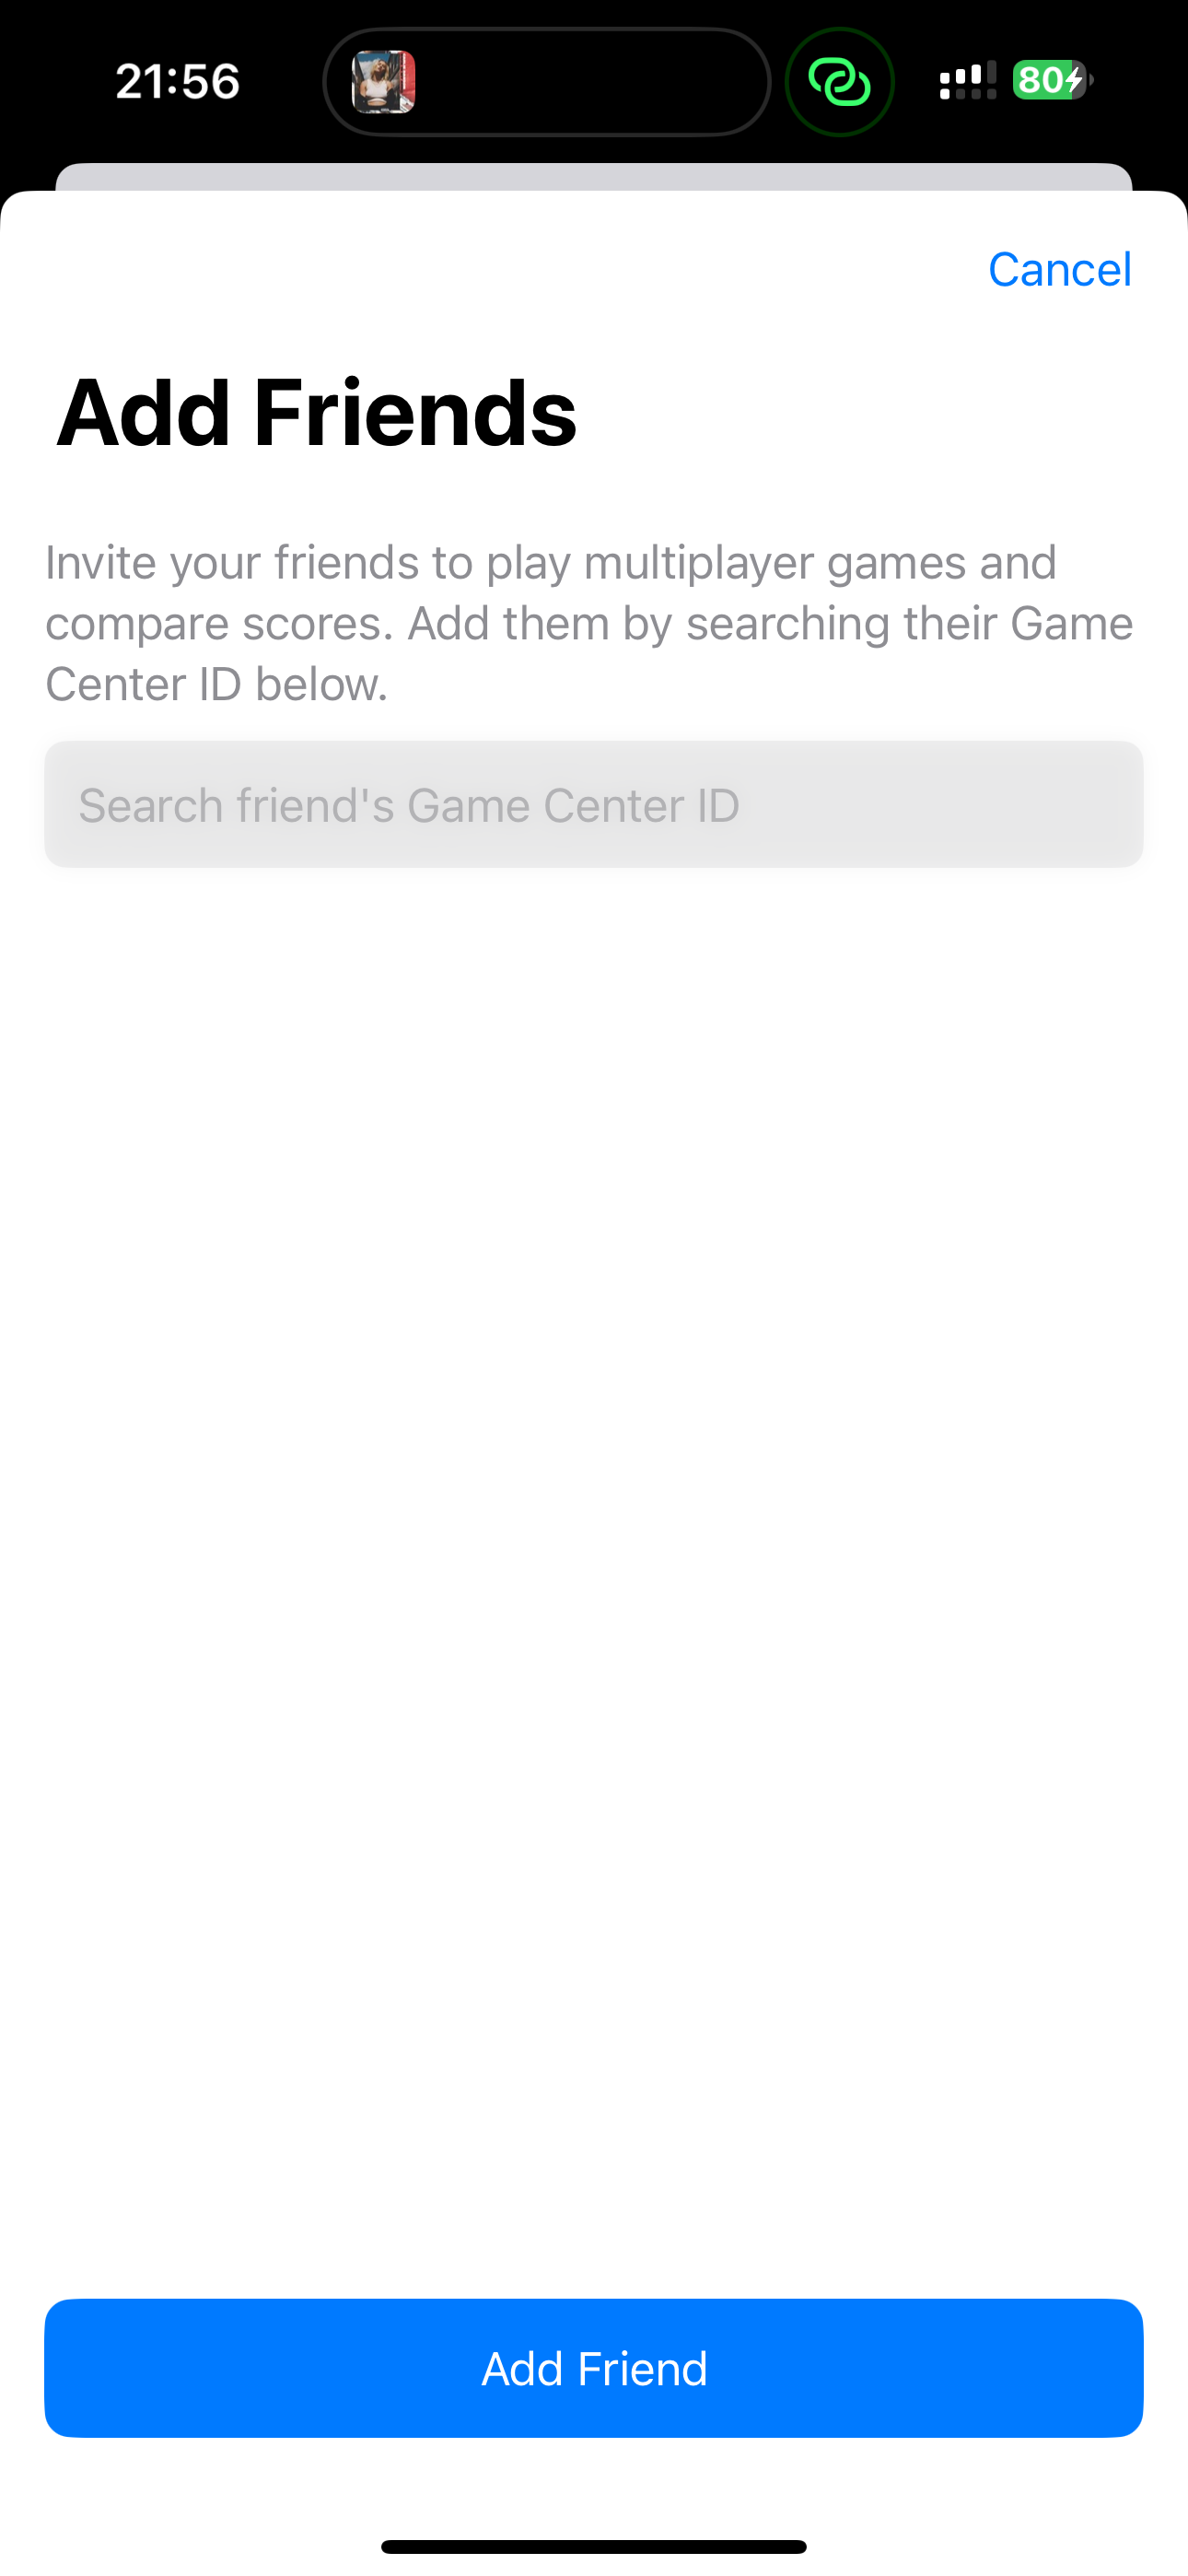 21:56
80
Cancel
Add Friends
Invite your friends to play multiplayer games and
compare scores. Add them by searching their Game
Center ID below.
Search friend's Game Center ID
Add Friend